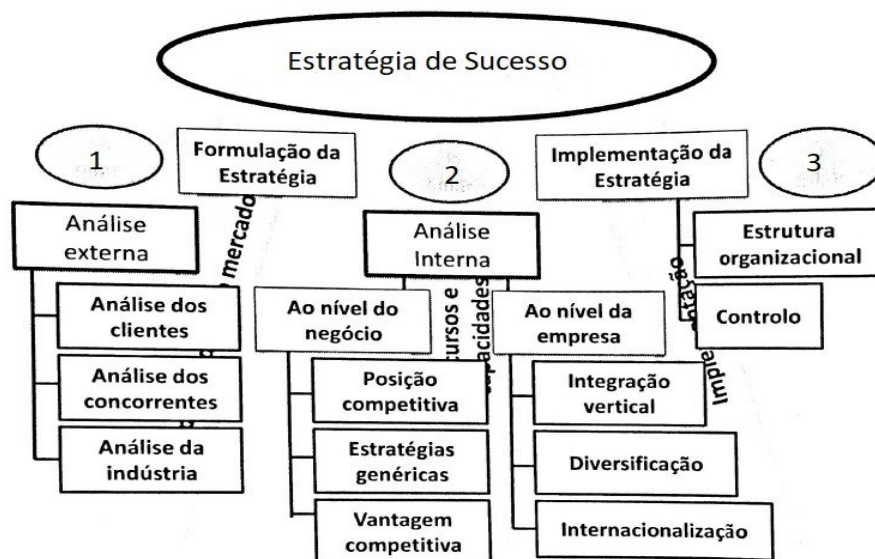 Estratégia de Sucesso
1
Formulação da
Estratégia
2
Implementação da
Estratégia
3
Análise
externa
mercado
Análise
Interna
Estrutura
organizacional
Análise dos
clientes
Ao nível do
negócio
Ao nível da
empresa
Controlo
Análise dos
concorrentes
Posição
competitiva
Integração
vertical
Análise da
indústria
Estratégias
genéricas
Diversificação
Vantagem
competitiva
Internacionalização